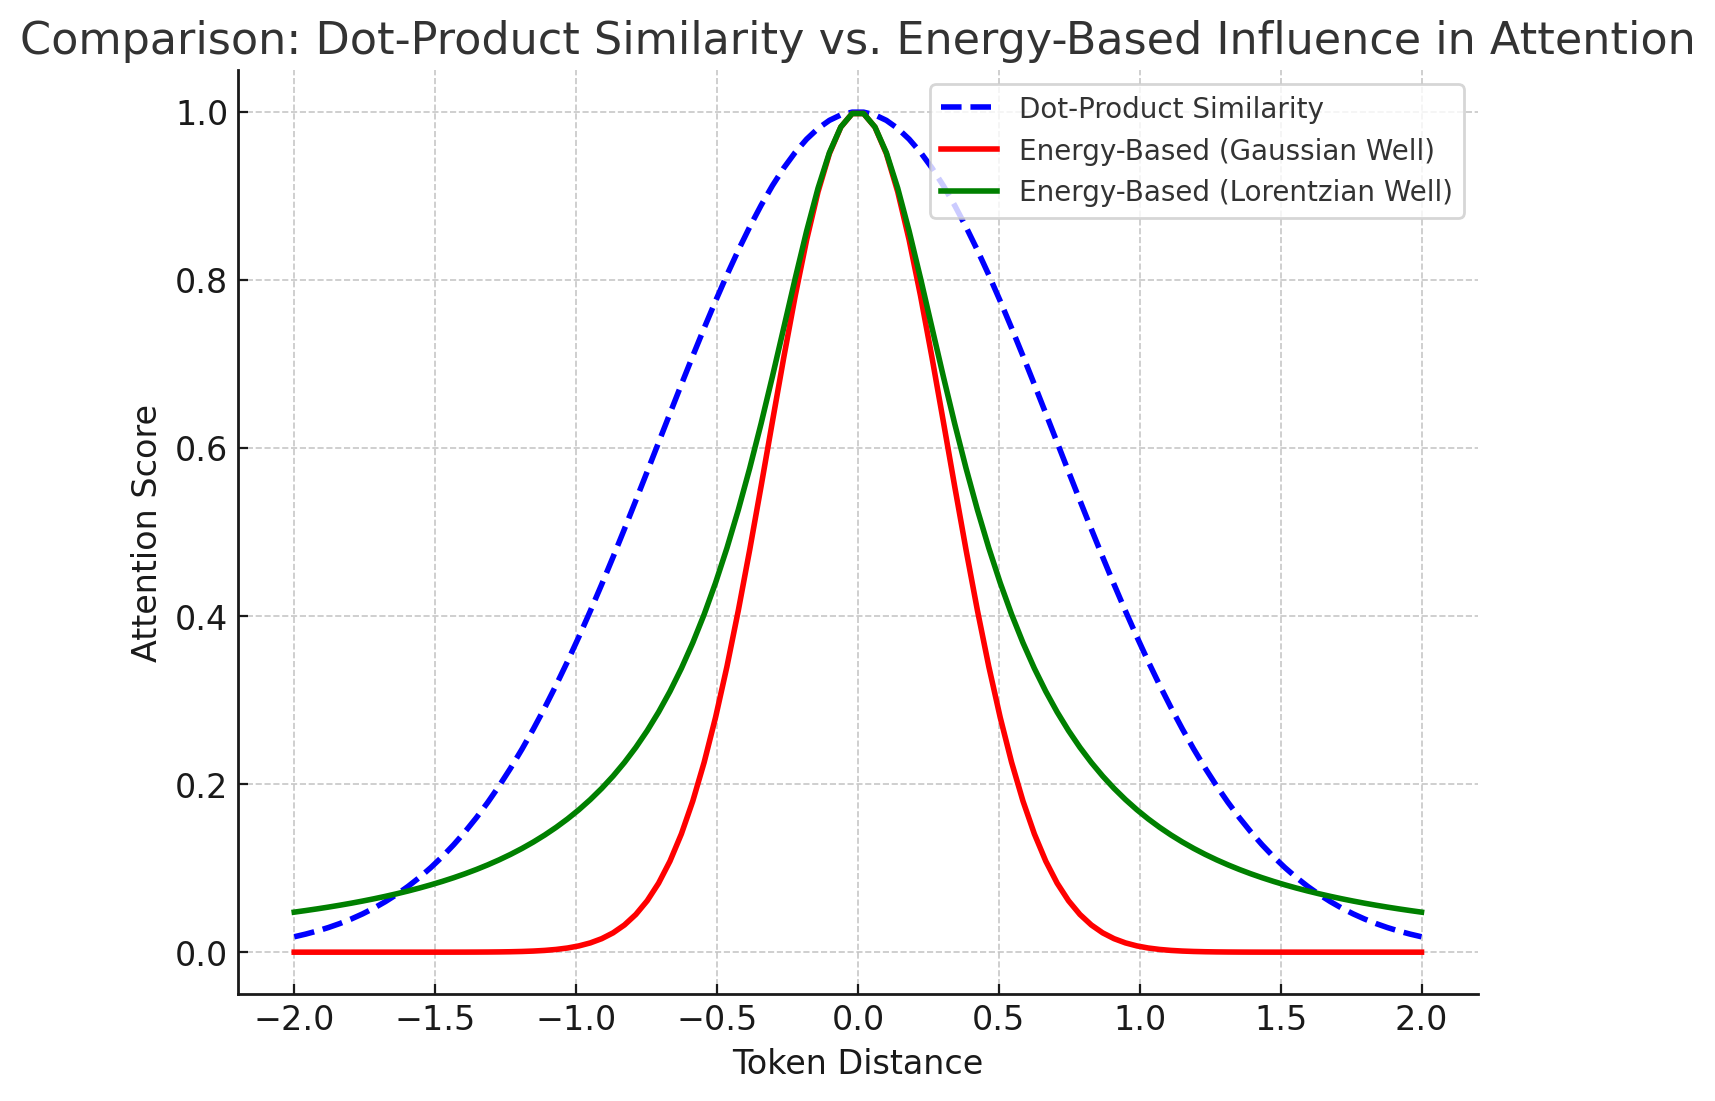 Comparison: Dot-Product Similarity vs. Energy-Based Influence in Attention
Dot-Product Similarity
Energy-Based (Gaussian Well)
Energy-Based (Lorentzian Well)
Attention Score
1.0
0.8
0.6
0.4
0.2
0.0
−2.0 −1.5 −1.0 −0.5 0.0 0.5 1.0 1.5 2.0
Token Distance